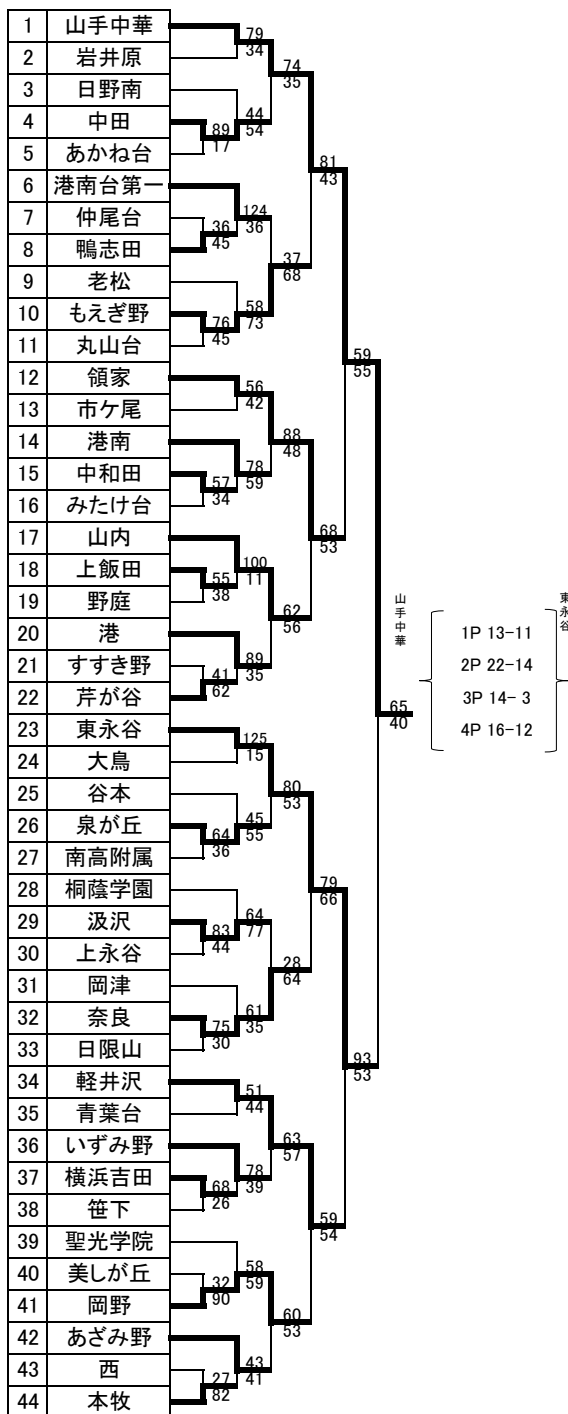 1 山手中華
2 岩井原
3 日野南
4 中田
5 あかね台
6 港南台第一
7 仲尾台
8 鴨志田
9 老松
10 もえぎ野
11 丸山台
12 領家
13 市ケ尾
14 港南
15 中和田
16 みたけ台
17 山内
18 上飯田
19 野庭
20 港
21 すすき野
22 芹が谷
23 東永谷
24 大鳥
25 谷本
26 泉が丘
27 南高附属
28 桐蔭学園
29 汲沢
30 上永谷
31 岡津
32 奈良
33 日限山
34 軽井沢
35 青葉台
36 いずみ野
37 横浜吉田
38 笹下
39 聖光学院
40 美しが丘
41 岡野
42 あざみ野
43 西
44 本牧
89
17
36
45
76
45
57
34
55
38
41
62
64
36
83
44
75
30
68
26
32
90
27
82
79
34
44
54
124
36
58
73
56
42
78
59
100
11
89
35
125
15
45
55
64
77
61
35
51
44
78
39
58
59
43
41
74
35
37
68
88
48
62
56
80
53
28
64
63
57
60
53
81
43
68
53
79
66
59
54
59
55
93
53
65
40
山手中華
1P 13-11
2P 22-14
3P 14- 3
4P 16-12
東永谷